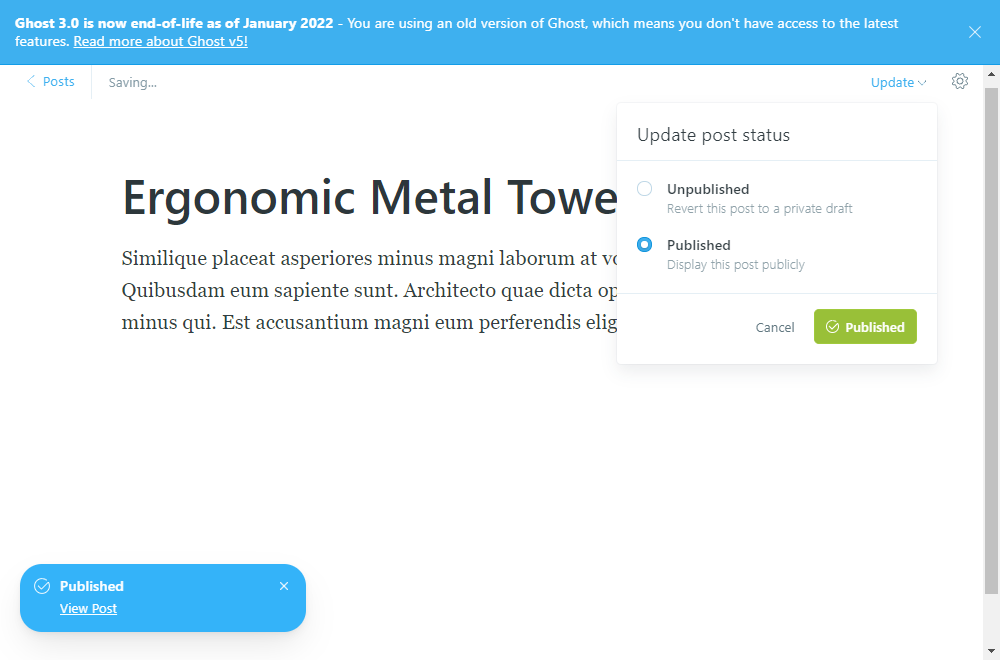 Ghost 3.0 is now end-of-life as of January 2022 - You are using an old version of Ghost, which means you don't have access to the latest
features. Read more about Ghost v5!
Posts
Saving...
Update
Update post status
Unpublished
Revert this post to a private draft
Published
Display this post publicly
Cancel
Published
Ergonomic Metal Towe
Similique placeat asperiores minus magni laborum at
Quibusdam eum sapiente sunt. Architecto quae dicta
minus qui. Est accusantium magni eum perferendis elig
Published
View Post